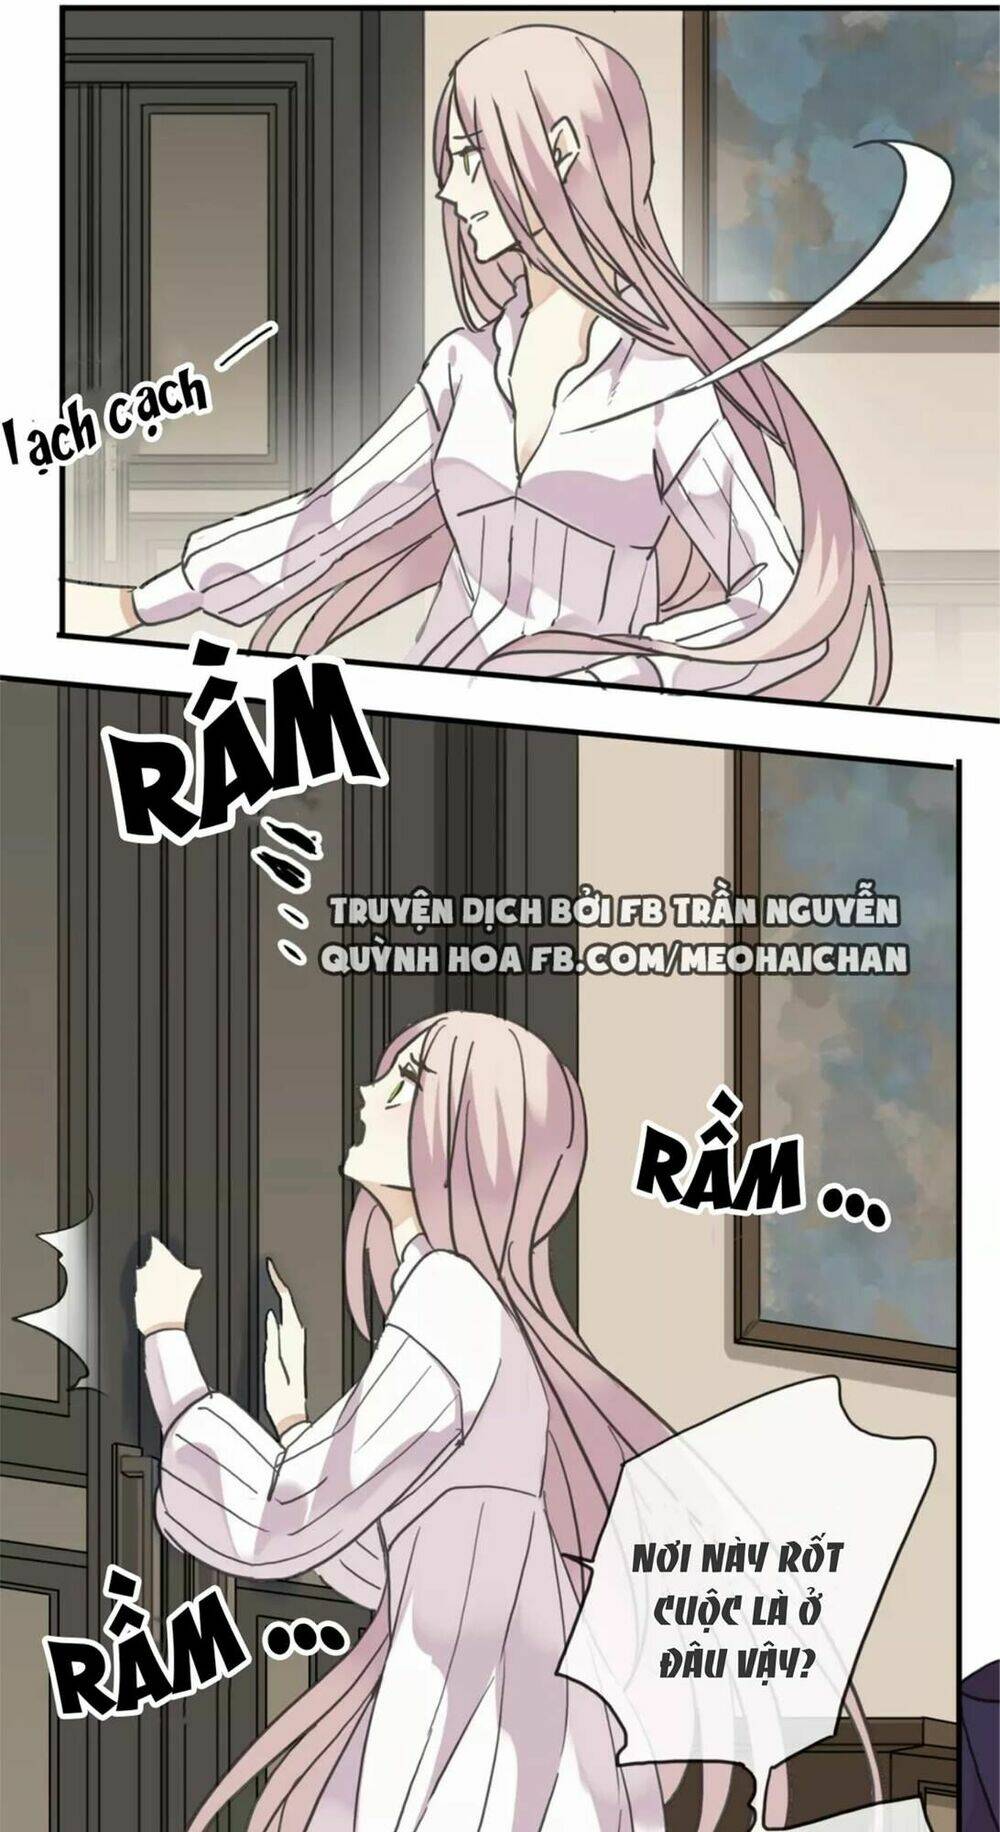 lạch cạch
RẦM
TRUYỆN DỊCH BỞI FB TRẦN NGUYỄN
QUỲNH HOA FB.COM/MEOHAICHAN
RẦM ...
NƠI NÀY RỐT
CUỘC LÀ Ở
ĐÂU VẬY?
RẦM ...